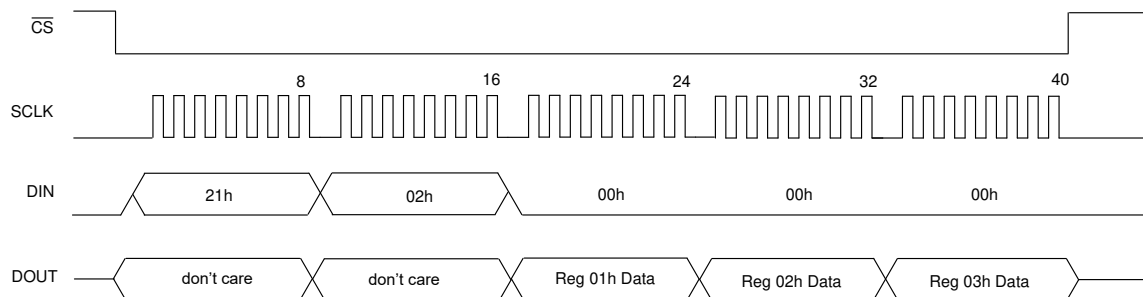 CS
8 16 24 32 40
SCLK
DIN 21h 02h 00h 00h 00h
DOUT don't care don't care Reg 01h Data Reg 02h Data Reg 03h Data